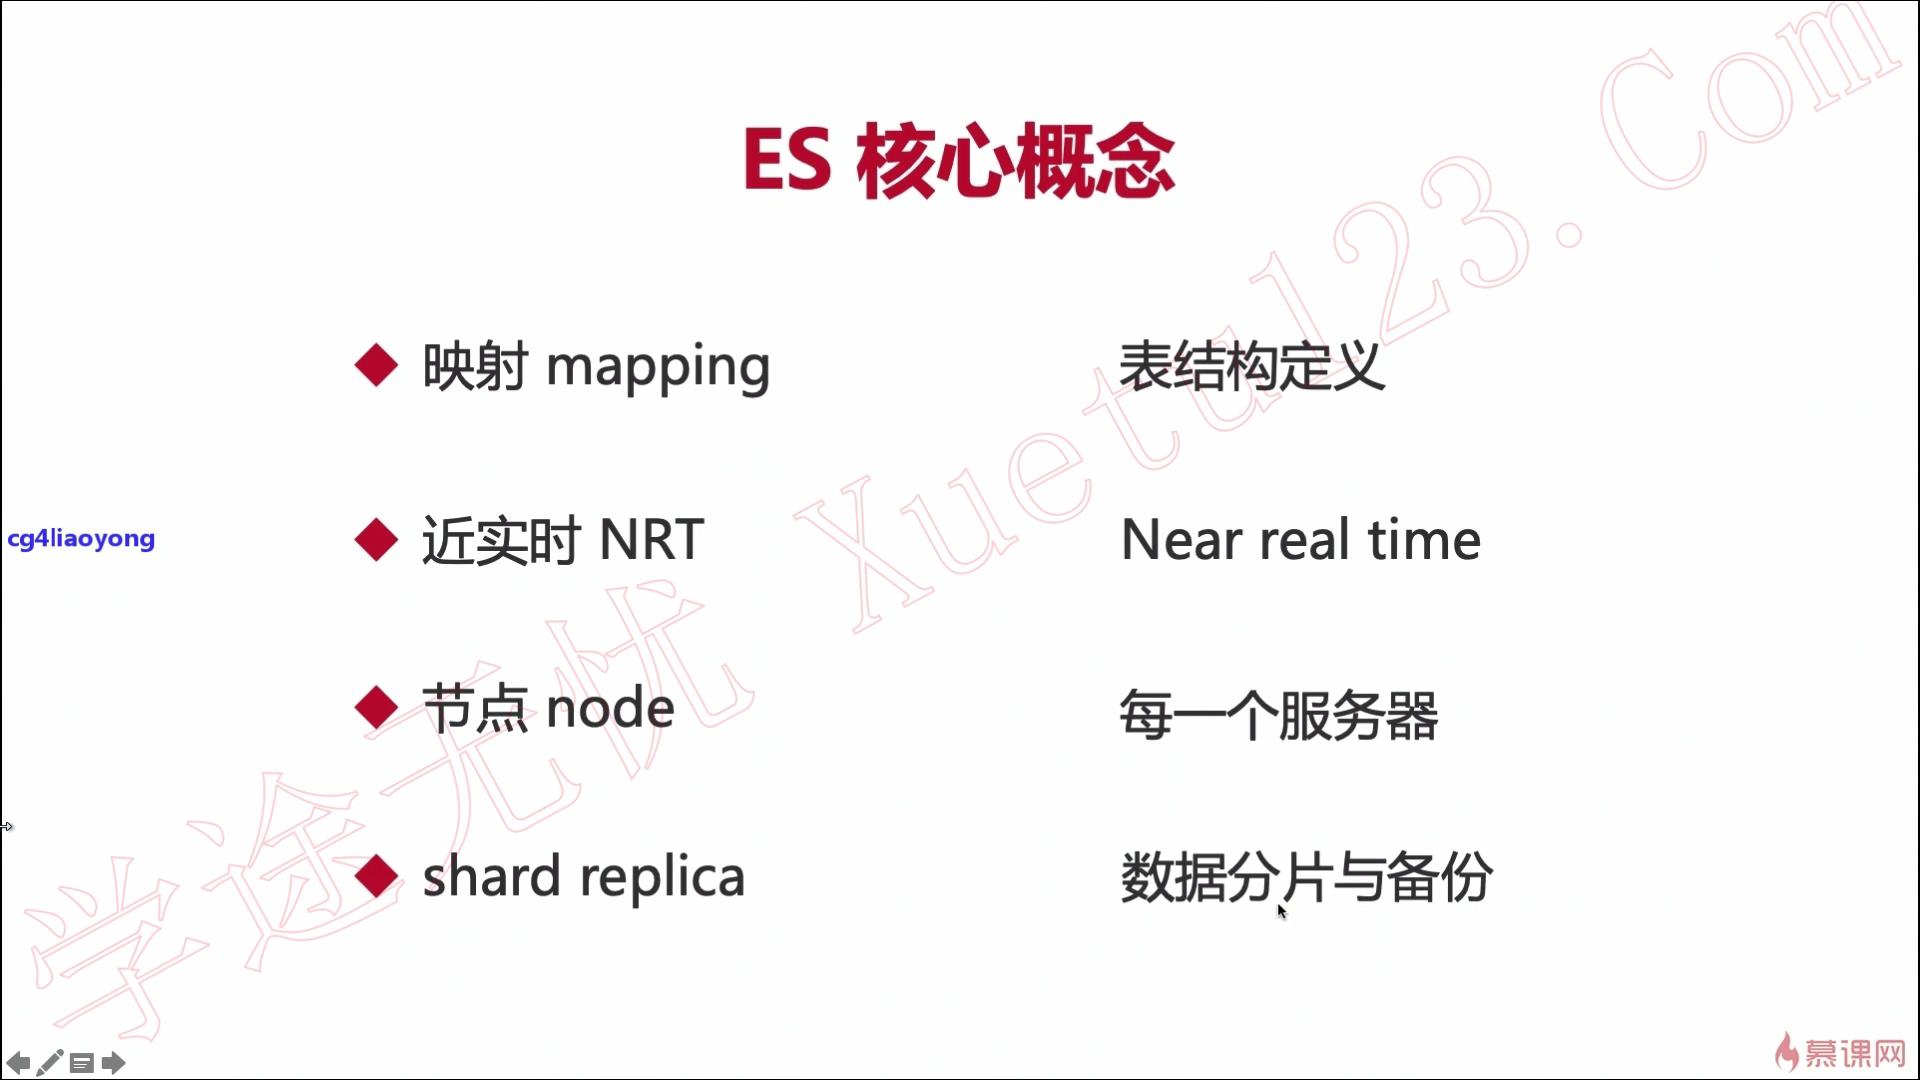 ES 核心概念
映射 mapping
表结构定义
近实时 NRT
Near real time
cg4liaoyong
节点 node
每一个服务器
shard replica
数据分片与备份
学途无忧 Xuetu123.Com
慕课网